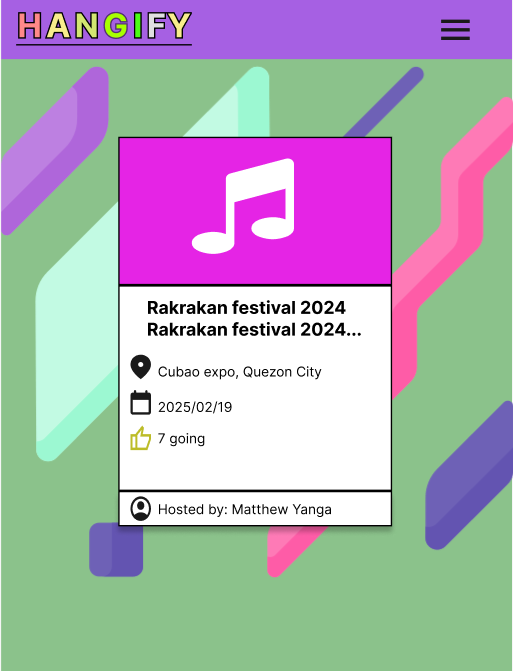 HANGIFY
Rakrakan festival 2024
Rakrakan festival 2024...
Cubao expo, Quezon City
2025/02/19
7 going
Hosted by: Matthew Yanga